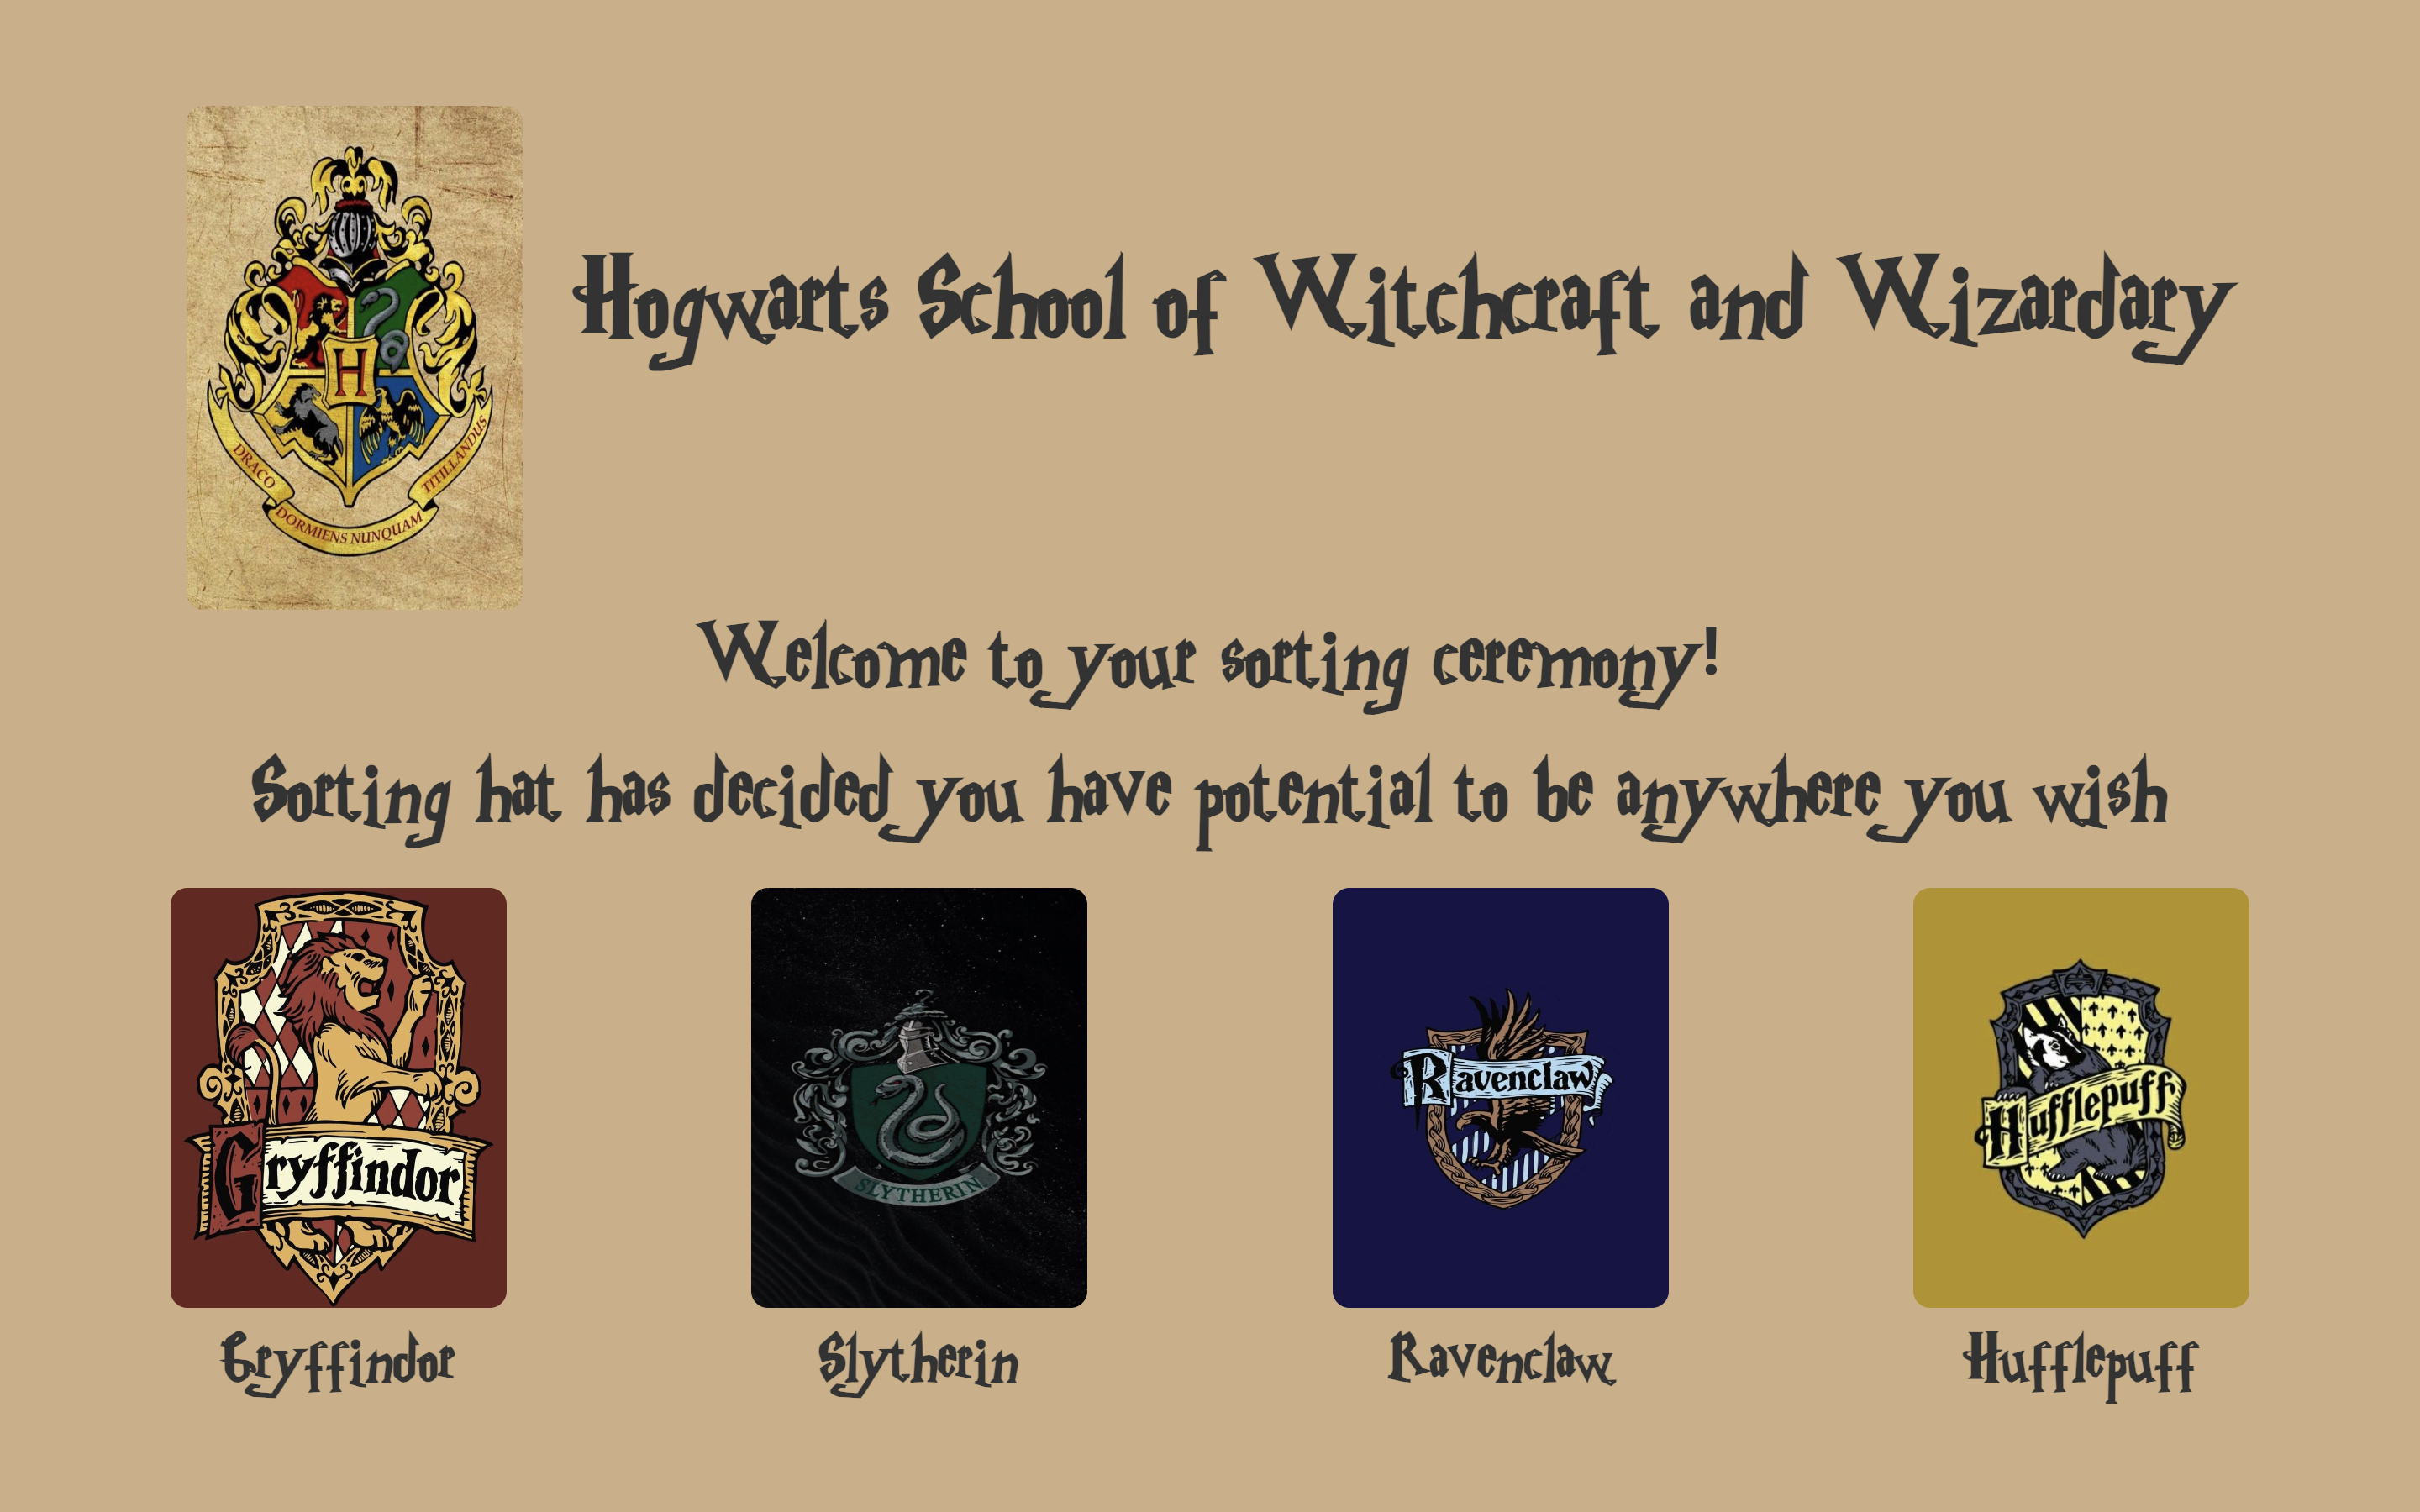 Hogwarts School of Witchcraft and Wizardary
H
DRACO
DORMIENS NUNQUAM
TITILLANDUS
Welcome to your sorting ceremony!
Sorting hat has decided you have potential to be anywhere you wish
Gryffindor
SLYTHERIN
Ravenclaw
Hufflepuff
Gryffindor
Slytherin
Ravenclaw
Hufflepuff